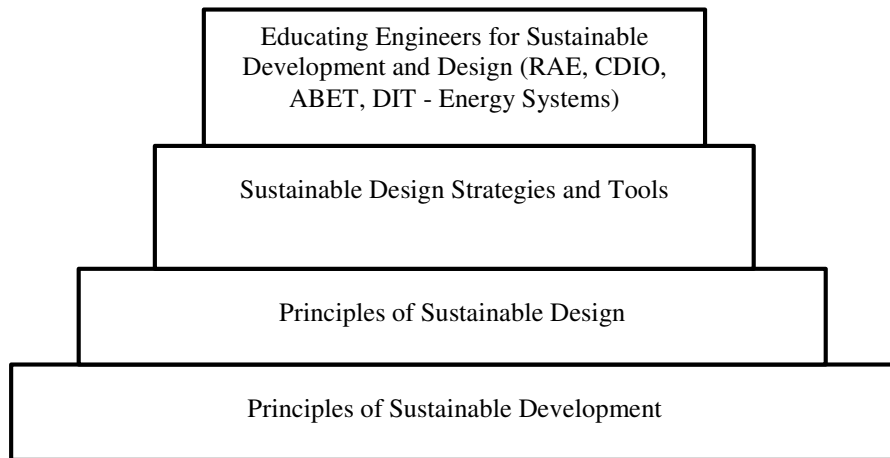 Educating Engineers for Sustainable
Development and Design (RAE, CDIO,
ABET, DIT - Energy Systems)
Sustainable Design Strategies and Tools
Principles of Sustainable Design
Principles of Sustainable Development